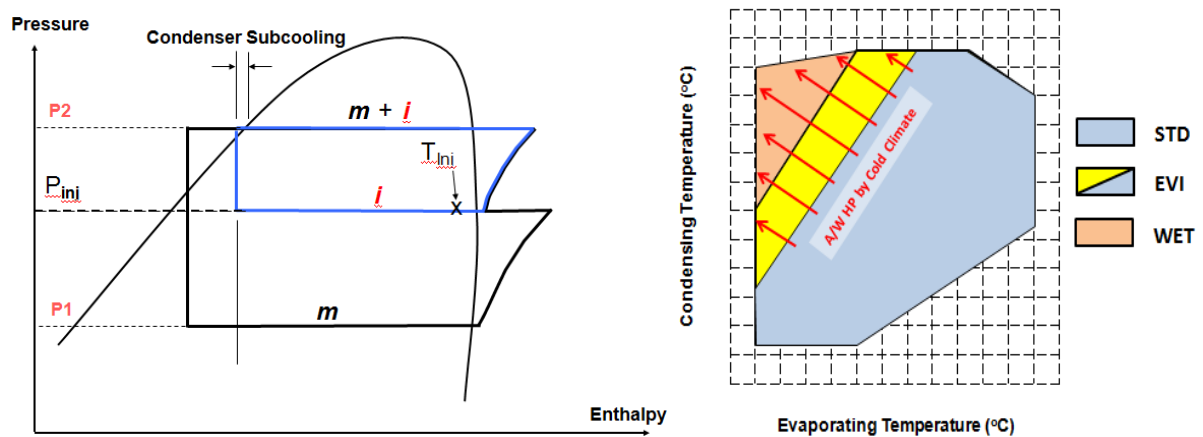 Pressure
Condenser Subcooling
P2
m + i
TInj
Pinj
i
X
P1
m
Enthalpy
Condensing Temperature (°C)
A/W HP by Cold Climate
STD
EVI
WET
Evaporating Temperature (°C)